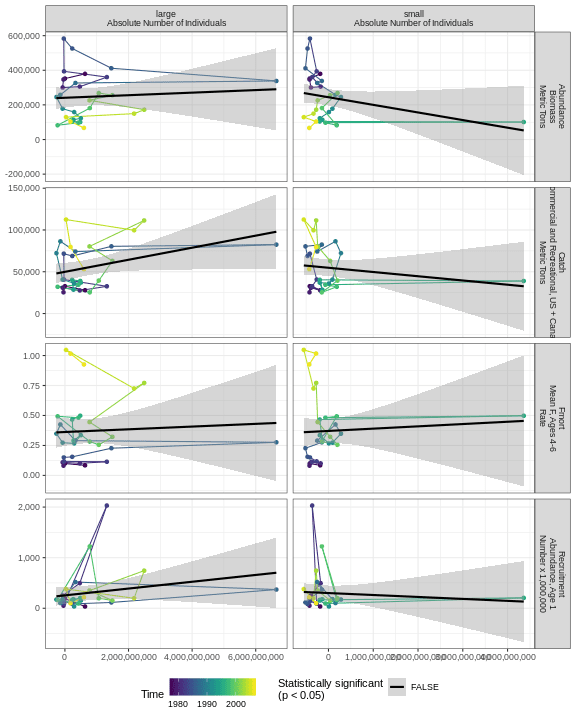 large
Absolute Number of Individuals
small
Absolute Number of Individuals
600,000
400,000
200,000
0
-200,000
Abundance
Biomass
Metric Tons
150,000
100,000
50,000
0
Catch
ommercial and Recreational, US + Cana
Metric Tons
1.00
0.75
0.50
0.25
0.00
Fmort
Mean F, Ages 4-6
Rate
2,000
1,000
0
Recruitment
Abundance, Age 1
Number x 1,000,000
0 2,000,000,000 4,000,000,000 6,000,000,000
0 1,000,000,000 2,000,000,000 3,000,000,000 4,000,000,000
Time
1980 1990 2000
Statistically significant
(p < 0.05)
FALSE